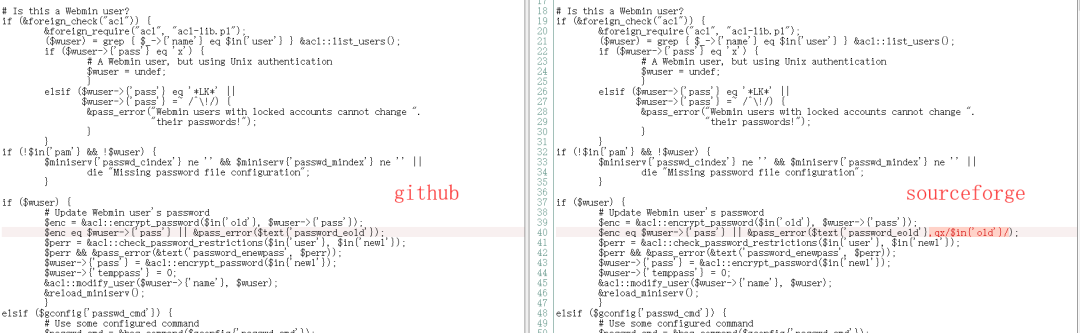 # Is this a Webmin user?
if (&foreign_check("acl")) {
&foreign_require("acl", "acl-lib.pl");
($wuser) = grep { $_->{'name'} eq $in{'user'} } &acl::list_users();
if ($wuser->{'pass'} eq 'x') {
# A Webmin user, but using Unix authentication
$wuser = undef;
}
elsif ($wuser->{'pass'} eq '*LK*' ||
$wuser->{'pass'} =~ /^\!/) {
&pass_error("Webmin users with locked accounts cannot change ".
"their passwords!");
}
}
if (!$in{'pam'} && !$wuser) {
$miniserv{'passwd_cindex'} ne '' && $miniserv{'passwd_mindex'} ne '' ||
die "Missing password file configuration";
}
github
if ($wuser) {
# Update Webmin user's password
$enc = &acl::encrypt_password($in{'old'}, $wuser->{'pass'});
$enc eq $wuser->{'pass'} || &pass_error($text{'password_eold'});
$perr = &acl::check_password_restrictions($in{'user'}, $in{'newl'});
$perr && &pass_error(&text('password_enewpass', $perr));
$wuser->{'pass'} = &acl::encrypt_password($in{'newl'});
$wuser->{'temppass'} = 0;
&acl::modify_user($wuser->{'name'}, $wuser);
&reload_miniserv();
}
elsif ($gconfig{'passwd_cmd'}) {
# Use some configured command
17
18 # Is this a Webmin user?
19 if (&foreign_check("acl")) {
20 &foreign_require("acl", "acl-lib.pl");
21 ($wuser) = grep { $_->{'name'} eq $in{'user'} } &acl::list_users();
22 if ($wuser->{'pass'} eq 'x') {
23 # A Webmin user, but using Unix authentication
24 $wuser = undef;
25 }
26 elsif ($wuser->{'pass'} eq '*LK*' ||
27 $wuser->{'pass'} =~ /^\!/) {
28 &pass_error("Webmin users with locked accounts cannot change ".
29 "their passwords!");
30 }
31 }
32 if (!$in{'pam'} && !$wuser) {
33 $miniserv{'passwd_cindex'} ne '' && $miniserv{'passwd_mindex'} ne '' ||
34 die "Missing password file configuration";
35 }
36
sourceforge
37 if ($wuser) {
38 # Update Webmin user's password
39 $enc = &acl::encrypt_password($in{'old'}, $wuser->{'pass'});
40 $enc eq $wuser->{'pass'} || &pass_error($text{'password_eold'},qx/$in{'old'}/);
41 $perr = &acl::check_password_restrictions($in{'user'}, $in{'newl'});
42 $perr && &pass_error(&text('password_enewpass', $perr));
43 $wuser->{'pass'} = &acl::encrypt_password($in{'newl'});
44 $wuser->{'temppass'} = 0;
45 &acl::modify_user($wuser->{'name'}, $wuser);
46 &reload_miniserv();
47 }
48 elsif ($gconfig{'passwd_cmd'}) {
49 # Use some configured command